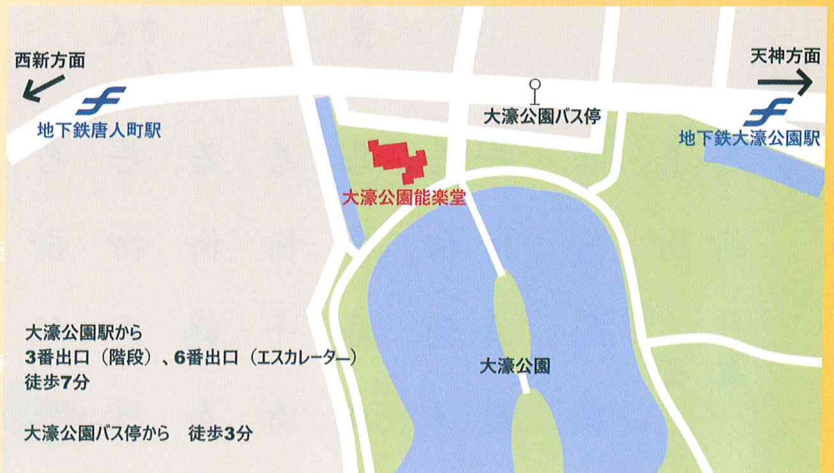 西新方面
天神方面
地下鉄唐人町駅
大濠公園バス停
地下鉄大濠公園駅
大濠公園能楽堂
大濠公園
大濠公園駅から
3番出口（階段）、6番出口（エスカレーター）
徒歩7分
大濠公園バス停から　徒歩3分